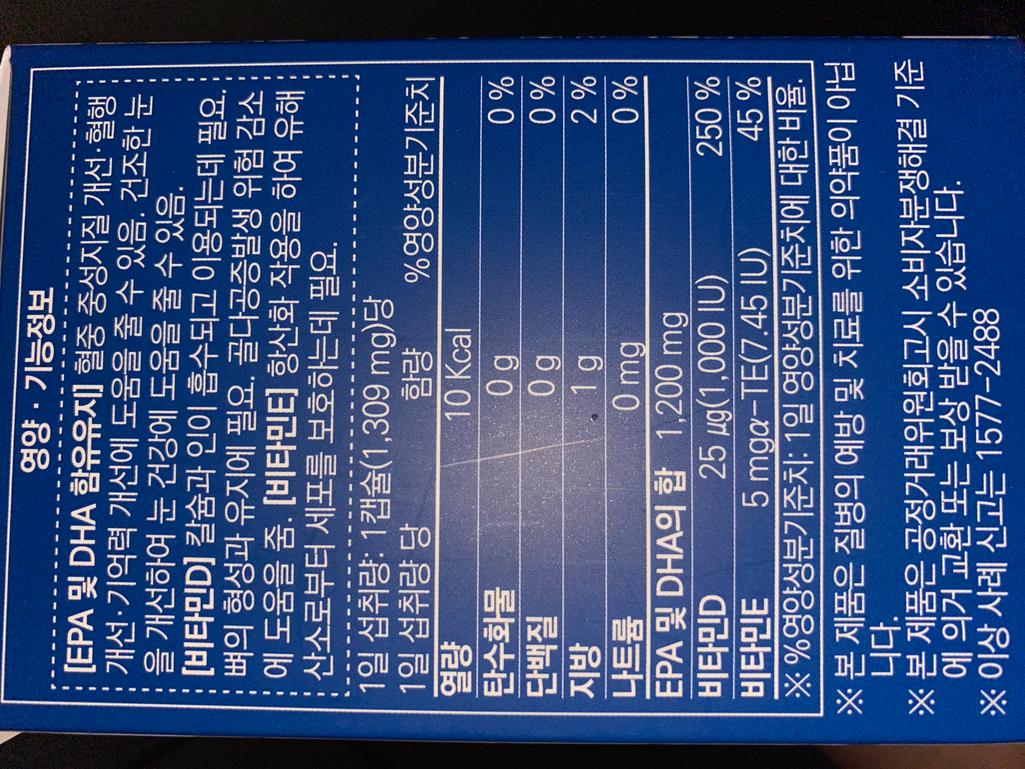 영양·기능정보
[EPA 및 DHA 함유유지] 혈중 중성지질 개선·혈행
개선·기억력 개선에 도움을 줄 수 있음. 건조한 눈
을 개선하여 눈 건강에 도움을 줄 수 있음.
[비타민D] 칼슘과 인이 흡수되고 이용되는데 필요.
뼈의 형성과 유지에 필요. 골다공증발생 위험 감소
에 도움을 줌. [비타민E] 항산화 작용을 하여 유해
산소로부터 세포를 보호하는데 필요.
1일 섭취량: 1캡슐(1,309 mg)당
1일 섭취량 당 함량 %영양성분기준치
열량 10 Kcal
탄수화물 0 g 0 %
단백질 0 g 0 %
지방 1 g 2 %
나트륨 0 mg 0 %
EPA 및 DHA의 합 1,200 mg
비타민D 25 ㎍(1,000 IU) 250 %
비타민E 5 mgα-TE(7.45 IU) 45 %
※ %영양성분기준치: 1일 영양성분기준치에 대한 비율.
※ 본 제품은 질병의 예방 및 치료를 위한 의약품이 아닙
니다.
※ 본 제품은 공정거래위원회고시 소비자분쟁해결 기준
에 의거 교환 또는 보상 받을 수 있습니다.
※ 이상 사례 신고는 1577-2488